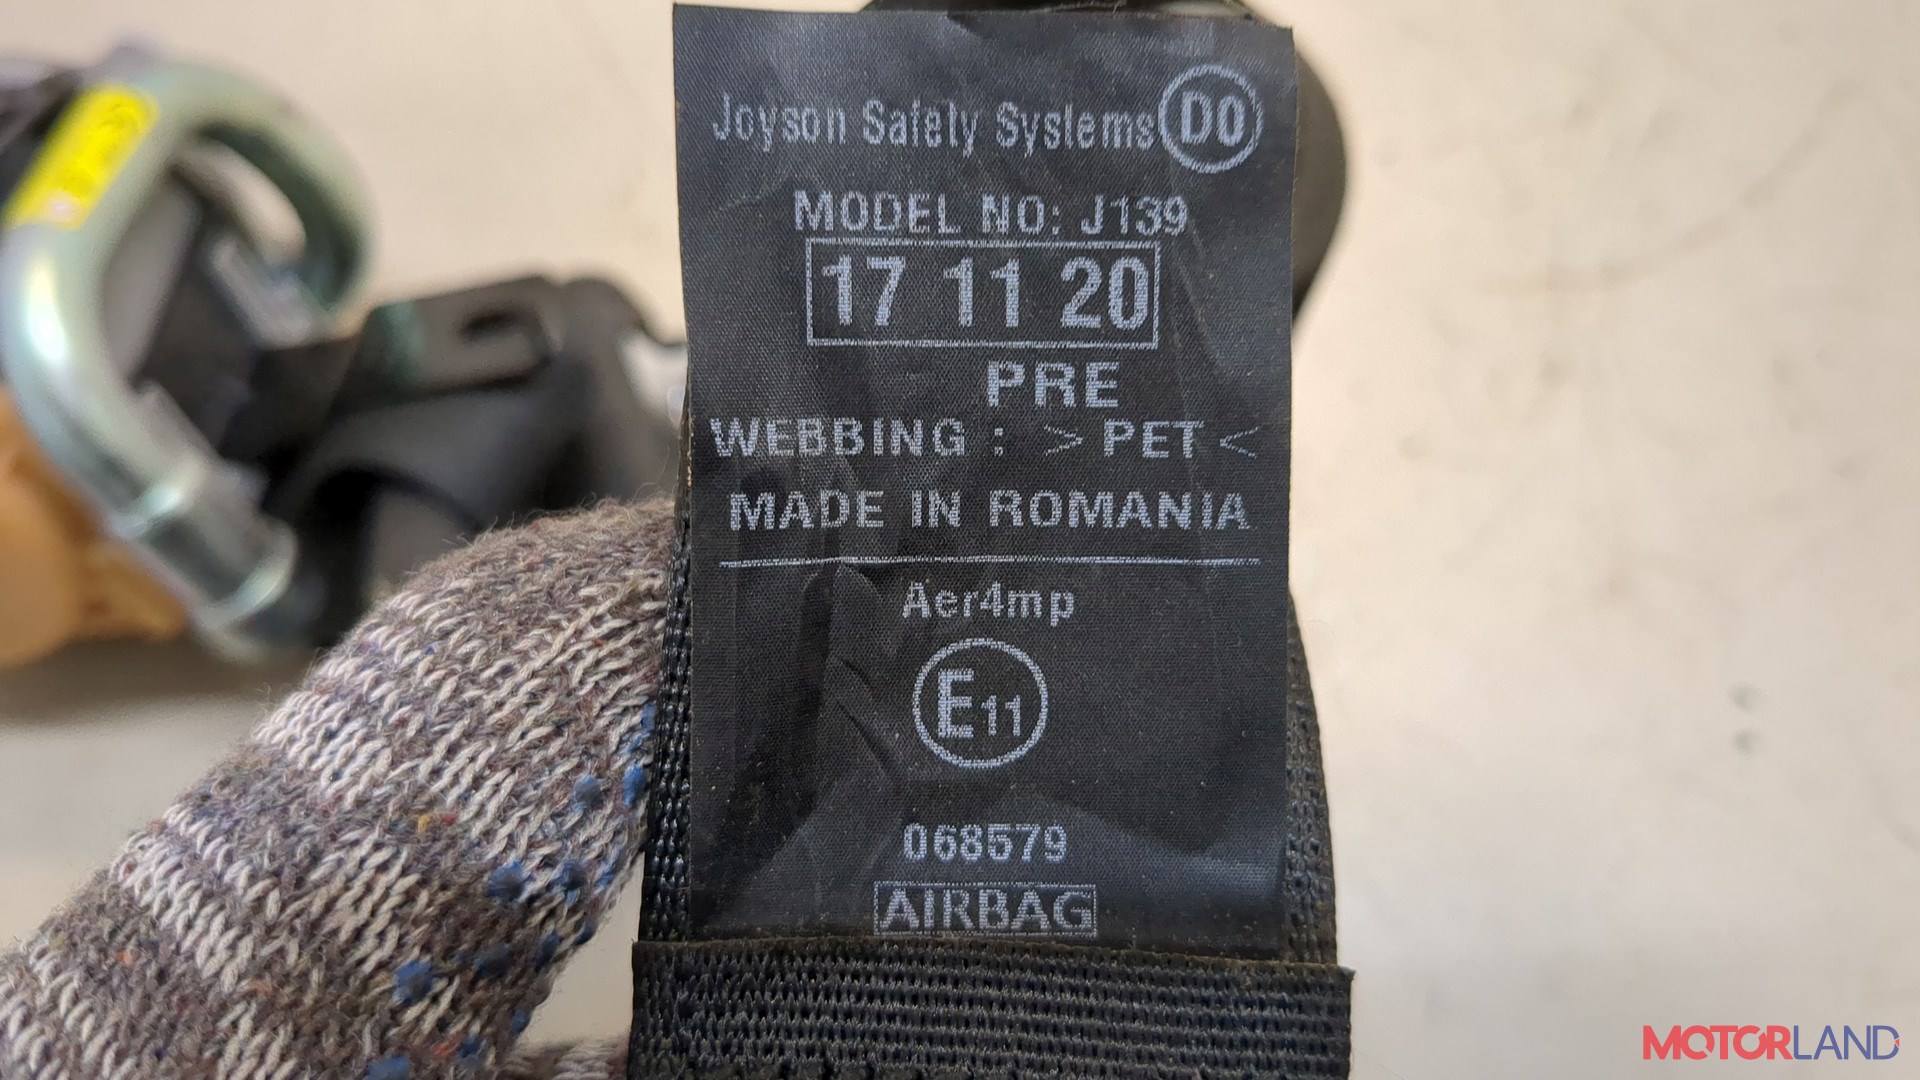 Joyson Safety Systems D0
MODEL NO: J139
17 11 20
PRE
WEBBING : >PET<
MADE IN ROMANIA
Aer4mp
E11
068579
AIRBAG
MOTORLAND